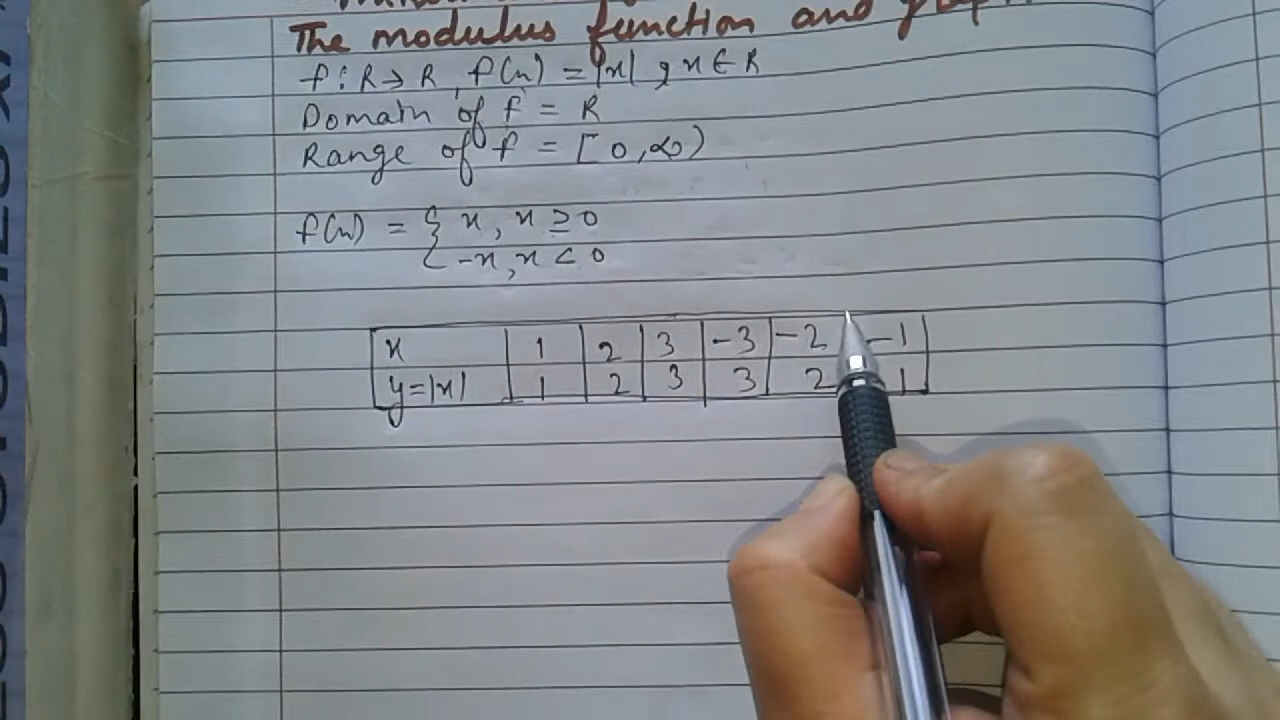 The modulus function and graph
f : R → R, f(x) = |x|, x ∈ R
Domain of f = R
Range of f = [0, ∞)
f(x) = { x, x ≥ 0
-x, x < 0
x 1 2 3 -3 -2 -1
y=|x| 1 2 3 3 2 1